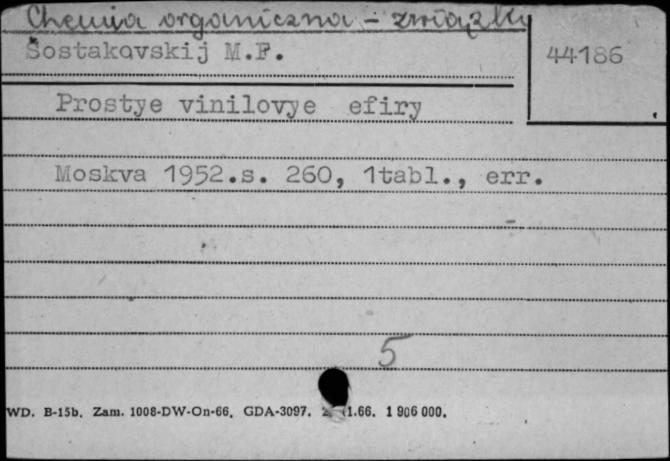 Chemia organiczna - związki
Šostakovskij M.F.
44186
Prostye vinilovye efiry
Moskva 1952.s. 260, 1tabl., err.
5
WD. B-15b. Zam. 1008-DW-On-66. GDA-3097. 1.66. 1 906 000.